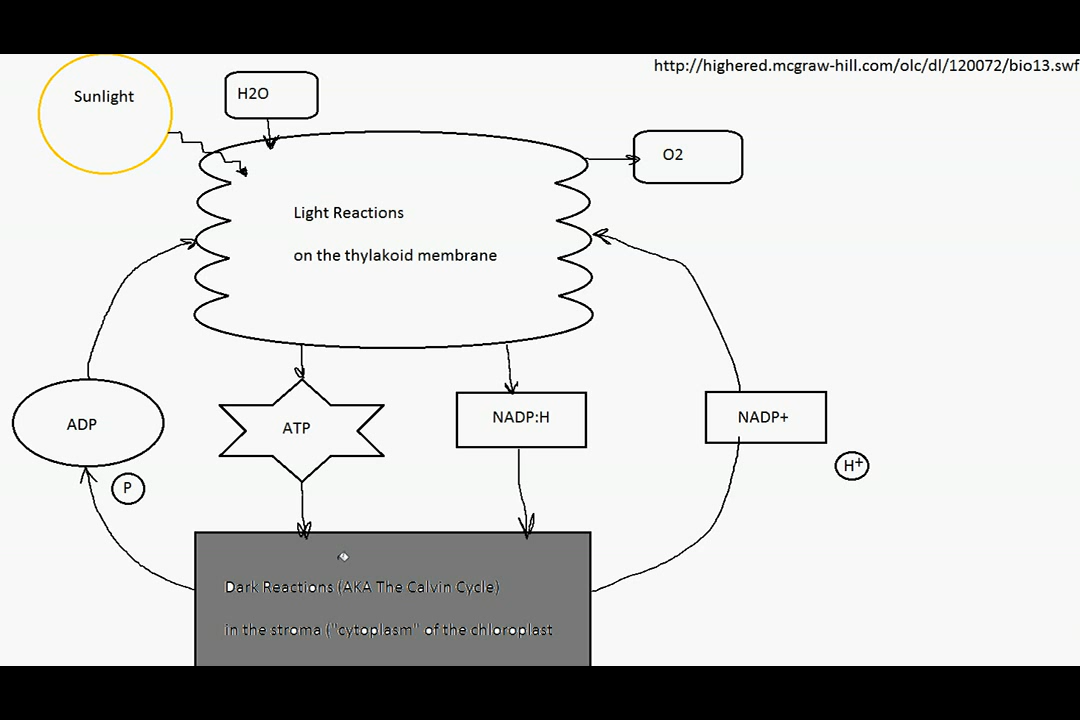 http://highered.mcgraw-hill.com/olc/dl/120072/bio13.swf
Sunlight
H2O
O2
Light Reactions
on the thylakoid membrane
ADP
ATP
NADP:H
NADP+
P
H+
Dark Reactions (AKA The Calvin Cycle)
in the stroma ("cytoplasm" of the chloroplast